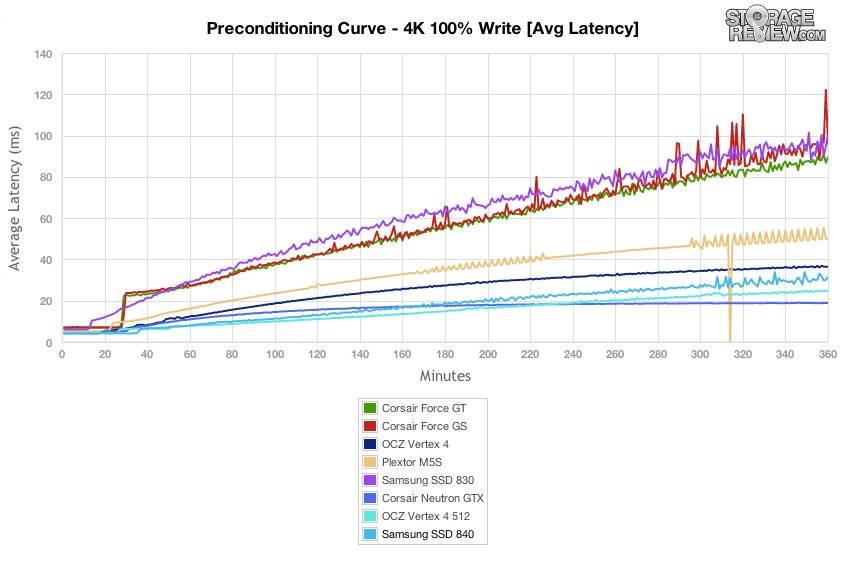 Preconditioning Curve - 4K 100% Write [Avg Latency]
STORAGE
REVIEW.COM
140
120
100
80
60
40
20
0
Average Latency (ms)
0 20 40 60 80 100 120 140 160 180 200 220 240 260 280 300 320 340 360
Minutes
Corsair Force GT
Corsair Force GS
OCZ Vertex 4
Plextor M5S
Samsung SSD 830
Corsair Neutron GTX
OCZ Vertex 4 512
Samsung SSD 840